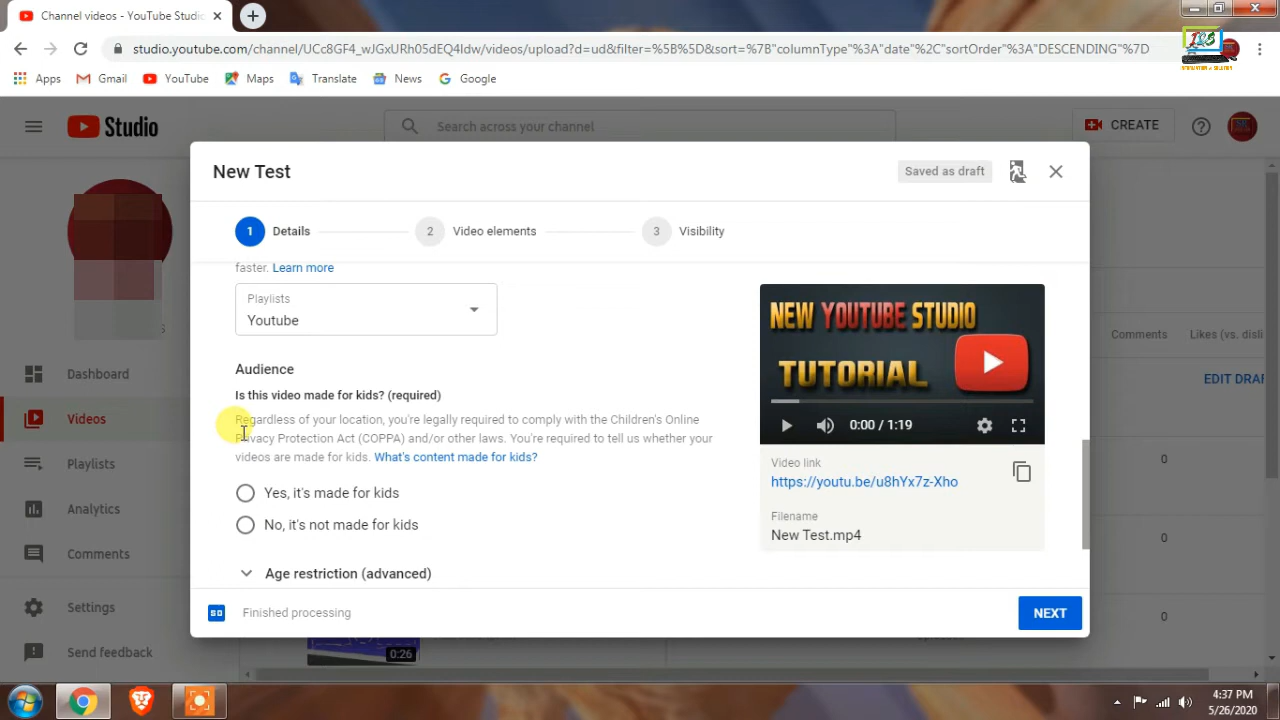 Channel videos - YouTube Studio
studio.youtube.com/channel/UCc8GF4_wJGxURh05dEQ4ldw/videos/upload?d=ud&filter=%5B%5D&sort=%7B"columnType"%3A"date"%2C"sortOrder"%3A"DESCENDING"%7D
Apps Gmail YouTube Maps Translate News Google
Studio
Search across your channel
CREATE
New Test
Saved as draft
1 Details 2 Video elements 3 Visibility
faster. Learn more
Playlists
Youtube
Audience
Is this video made for kids? (required)
Regardless of your location, you're legally required to comply with the Children's Online
Privacy Protection Act (COPPA) and/or other laws. You're required to tell us whether your
videos are made for kids. What's content made for kids?
Yes, it's made for kids
No, it's not made for kids
Age restriction (advanced)
SD Finished processing
NEXT
NEW YOUTUBE STUDIO
TUTORIAL
0:00 / 1:19
Video link
https://youtu.be/u8hYx7z-Xho
Filename
New Test.mp4
Dashboard
Videos
Playlists
Analytics
Comments
Settings
Send feedback
Comments Likes (vs. disli
EDIT DRAF
0
0
0
0:26
4:37 PM
5/26/2020